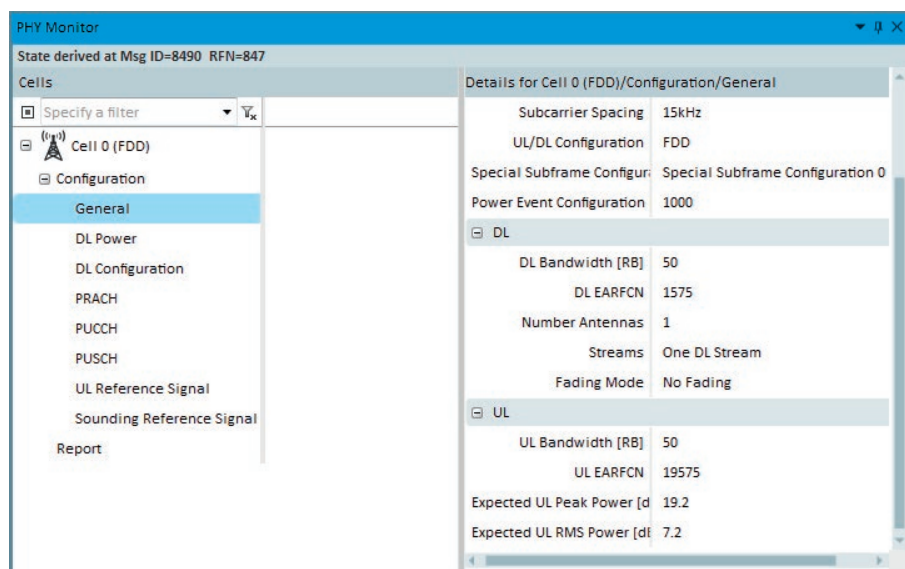 PHY Monitor
State derived at Msg ID=8490 RFN=847
Cells
Specify a filter
Cell 0 (FDD)
Configuration
General
DL Power
DL Configuration
PRACH
PUCCH
PUSCH
UL Reference Signal
Sounding Reference Signal
Report
Details for Cell 0 (FDD)/Configuration/General
Subcarrier Spacing 15kHz
UL/DL Configuration FDD
Special Subframe Configur Special Subframe Configuration 0
Power Event Configuration 1000
DL
DL Bandwidth [RB] 50
DL EARFCN 1575
Number Antennas 1
Streams One DL Stream
Fading Mode No Fading
UL
UL Bandwidth [RB] 50
UL EARFCN 19575
Expected UL Peak Power [d 19.2
Expected UL RMS Power [d 7.2